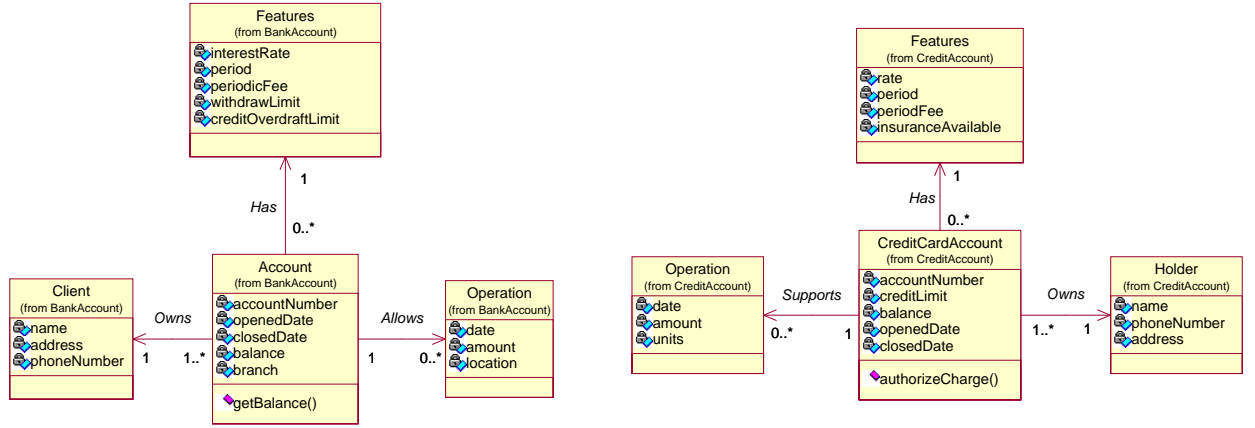 Features
(from BankAccount)
interestRate
period
periodicFee
withdrawLimit
creditOverdraftLimit
1
Has
0..*
Client
(from BankAccount)
name
address
phoneNumber
Owns
1
1..*
Account
(from BankAccount)
accountNumber
openedDate
closedDate
balance
branch
getBalance()
Allows
1
0..*
Operation
(from BankAccount)
date
amount
location
Features
(from CreditAccount)
rate
period
periodFee
insuranceAvailable
1
Has
0..*
Operation
(from CreditAccount)
date
amount
units
Supports
0..*
1
CreditCardAccount
(from CreditAccount)
accountNumber
creditLimit
balance
openedDate
closedDate
authorizeCharge()
Owns
1..*
1
Holder
(from CreditAccount)
name
phoneNumber
address